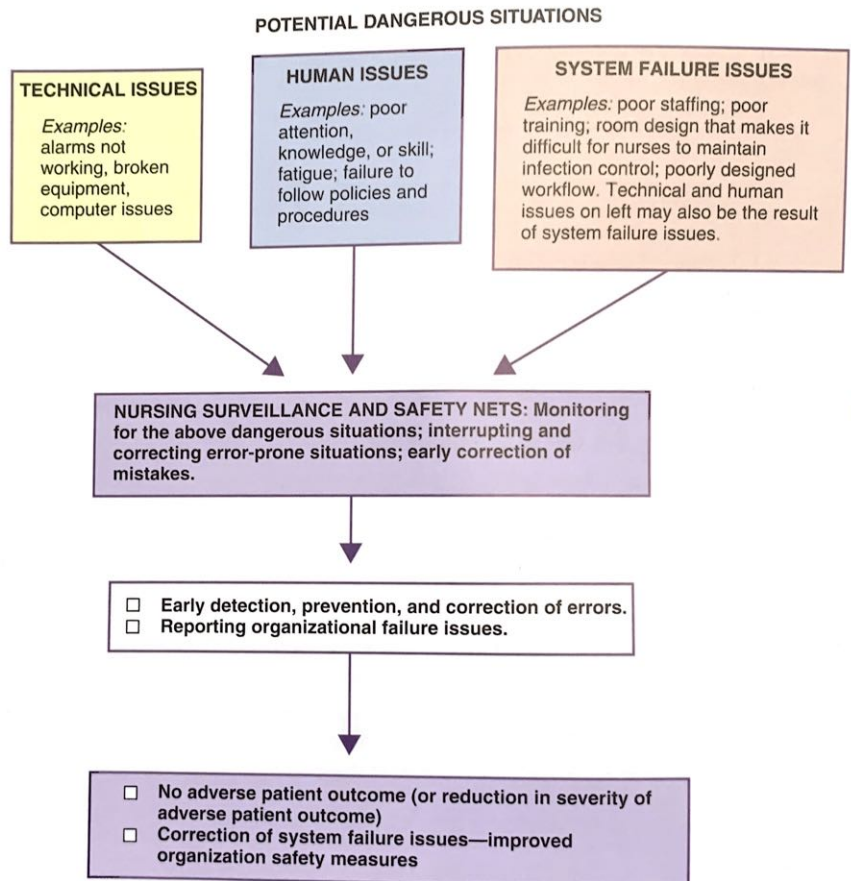 POTENTIAL DANGEROUS SITUATIONS
TECHNICAL ISSUES
Examples:
alarms not
working, broken
equipment,
computer issues
HUMAN ISSUES
Examples: poor
attention,
knowledge, or skill;
fatigue; failure to
follow policies and
procedures
SYSTEM FAILURE ISSUES
Examples: poor staffing; poor
training; room design that makes it
difficult for nurses to maintain
infection control; poorly designed
workflow. Technical and human
issues on left may also be the result
of system failure issues.
NURSING SURVEILLANCE AND SAFETY NETS: Monitoring
for the above dangerous situations; interrupting and
correcting error-prone situations; early correction of
mistakes.
☐ Early detection, prevention, and correction of errors.
☐ Reporting organizational failure issues.
☐ No adverse patient outcome (or reduction in severity of
adverse patient outcome)
☐ Correction of system failure issues—improved
organization safety measures